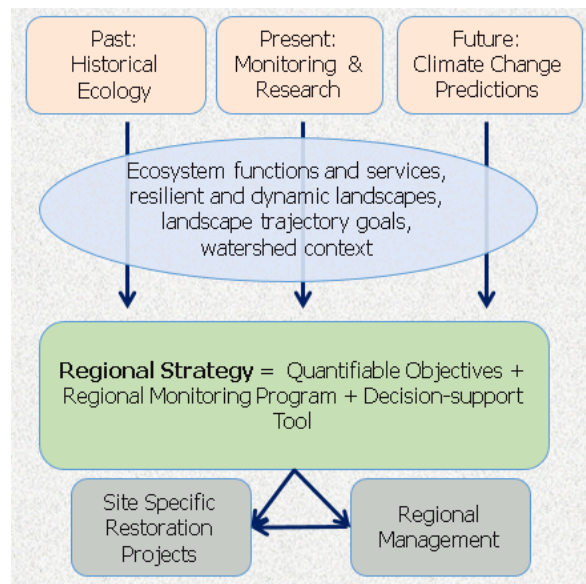 Past:
Historical
Ecology
Present:
Monitoring &
Research
Future:
Climate Change
Predictions
Ecosystem functions and services,
resilient and dynamic landscapes,
landscape trajectory goals,
watershed context
Regional Strategy = Quantifiable Objectives +
Regional Monitoring Program + Decision-support
Tool
Site Specific
Restoration
Projects
Regional
Management